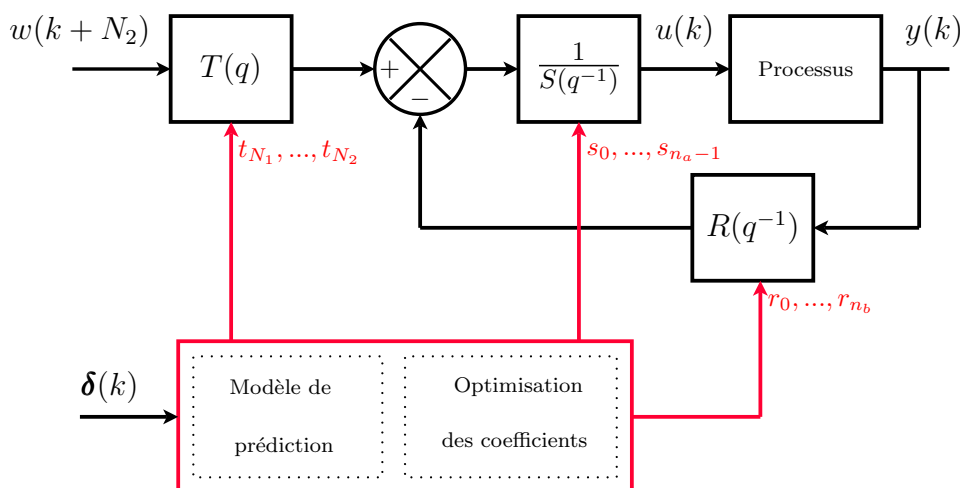 w(k + N₂)
T(q)
+
−
1
S(q⁻¹)
u(k)
Processus
y(k)
t_{N₁}, ..., t_{N₂}
s₀, ..., s_{n_a−1}
R(q⁻¹)
r₀, ..., r_{n_b}
δ(k)
Modèle de
prédiction
Optimisation
des coefficients